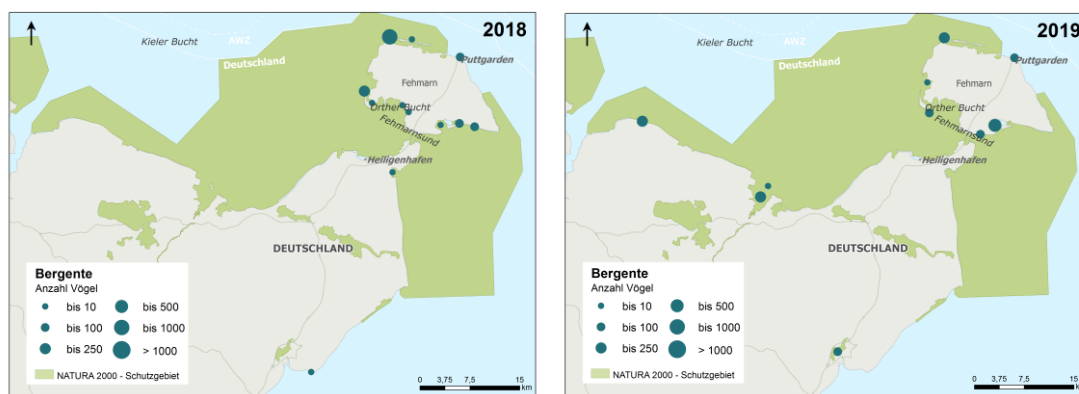 2018
Kieler Bucht
AWZ
Deutschland
Puttgarden
Fehmarn
Orther Bucht
Fehmarnsund
Heiligenhafen
DEUTSCHLAND
Bergente
Anzahl Vögel
bis 10 bis 500
bis 100 bis 1000
bis 250 > 1000
NATURA 2000 - Schutzgebiet
0 3,75 7,5 15
km
2019
Kieler Bucht
AWZ
Deutschland
Puttgarden
Fehmarn
Orther Bucht
Fehmarnsund
Heiligenhafen
DEUTSCHLAND
Bergente
Anzahl Vögel
bis 10 bis 500
bis 100 bis 1000
bis 250 > 1000
NATURA 2000 - Schutzgebiet
0 3,75 7,5 15